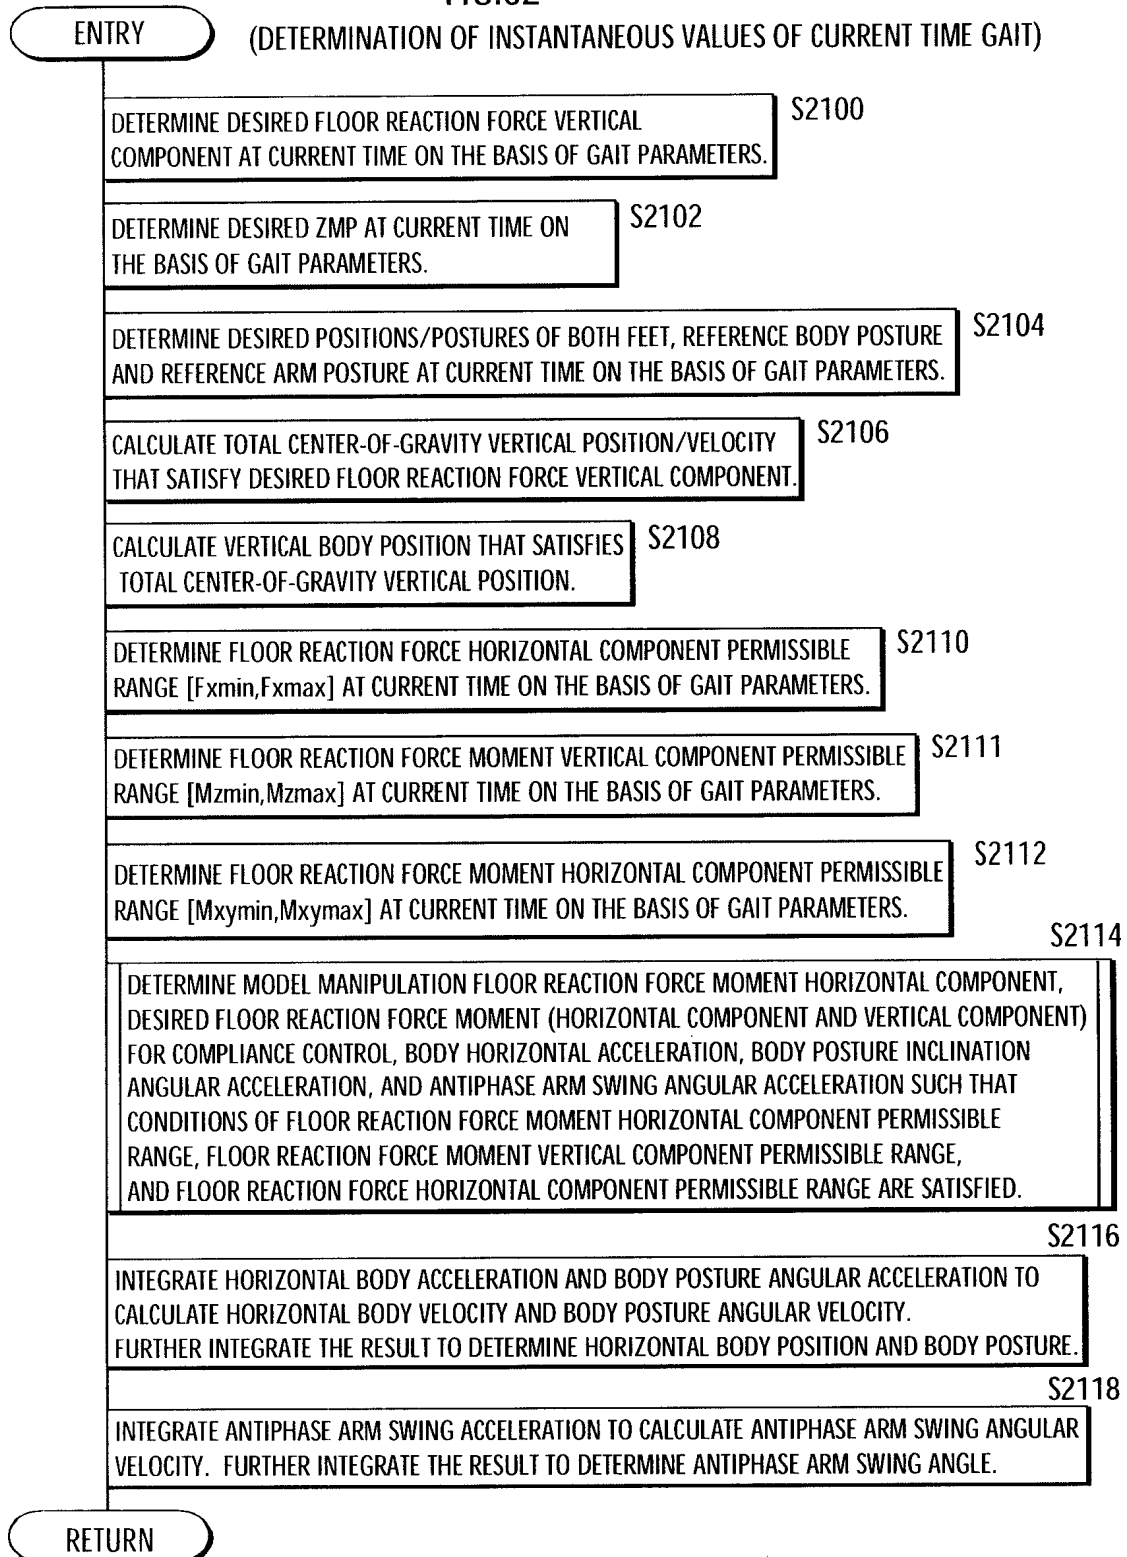 ENTRY
(DETERMINATION OF INSTANTANEOUS VALUES OF CURRENT TIME GAIT)
S2100
DETERMINE DESIRED FLOOR REACTION FORCE VERTICAL
COMPONENT AT CURRENT TIME ON THE BASIS OF GAIT PARAMETERS.
S2102
DETERMINE DESIRED ZMP AT CURRENT TIME ON
THE BASIS OF GAIT PARAMETERS.
S2104
DETERMINE DESIRED POSITIONS/POSTURES OF BOTH FEET, REFERENCE BODY POSTURE
AND REFERENCE ARM POSTURE AT CURRENT TIME ON THE BASIS OF GAIT PARAMETERS.
S2106
CALCULATE TOTAL CENTER-OF-GRAVITY VERTICAL POSITION/VELOCITY
THAT SATISFY DESIRED FLOOR REACTION FORCE VERTICAL COMPONENT.
S2108
CALCULATE VERTICAL BODY POSITION THAT SATISFIES
TOTAL CENTER-OF-GRAVITY VERTICAL POSITION.
S2110
DETERMINE FLOOR REACTION FORCE HORIZONTAL COMPONENT PERMISSIBLE
RANGE [Fxmin,Fxmax] AT CURRENT TIME ON THE BASIS OF GAIT PARAMETERS.
S2111
DETERMINE FLOOR REACTION FORCE MOMENT VERTICAL COMPONENT PERMISSIBLE
RANGE [Mzmin,Mzmax] AT CURRENT TIME ON THE BASIS OF GAIT PARAMETERS.
S2112
DETERMINE FLOOR REACTION FORCE MOMENT HORIZONTAL COMPONENT PERMISSIBLE
RANGE [Mxymin,Mxymax] AT CURRENT TIME ON THE BASIS OF GAIT PARAMETERS.
S2114
DETERMINE MODEL MANIPULATION FLOOR REACTION FORCE MOMENT HORIZONTAL COMPONENT,
DESIRED FLOOR REACTION FORCE MOMENT (HORIZONTAL COMPONENT AND VERTICAL COMPONENT)
FOR COMPLIANCE CONTROL, BODY HORIZONTAL ACCELERATION, BODY POSTURE INCLINATION
ANGULAR ACCELERATION, AND ANTIPHASE ARM SWING ANGULAR ACCELERATION SUCH THAT
CONDITIONS OF FLOOR REACTION FORCE MOMENT HORIZONTAL COMPONENT PERMISSIBLE
RANGE, FLOOR REACTION FORCE MOMENT VERTICAL COMPONENT PERMISSIBLE RANGE,
AND FLOOR REACTION FORCE HORIZONTAL COMPONENT PERMISSIBLE RANGE ARE SATISFIED.
S2116
INTEGRATE HORIZONTAL BODY ACCELERATION AND BODY POSTURE ANGULAR ACCELERATION TO
CALCULATE HORIZONTAL BODY VELOCITY AND BODY POSTURE ANGULAR VELOCITY.
FURTHER INTEGRATE THE RESULT TO DETERMINE HORIZONTAL BODY POSITION AND BODY POSTURE.
S2118
INTEGRATE ANTIPHASE ARM SWING ACCELERATION TO CALCULATE ANTIPHASE ARM SWING ANGULAR
VELOCITY. FURTHER INTEGRATE THE RESULT TO DETERMINE ANTIPHASE ARM SWING ANGLE.
RETURN